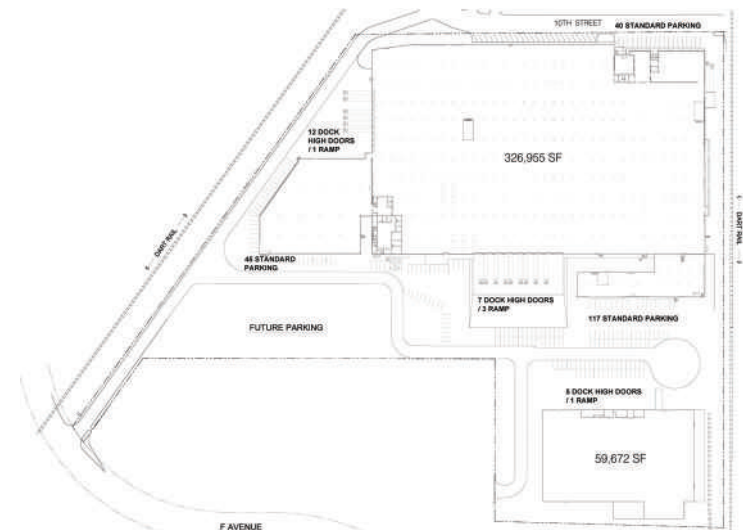 10TH STREET
40 STANDARD PARKING
12 DOCK
HIGH DOORS
/ 1 RAMP
326,955 SF
DART RAIL
DART RAIL
45 STANDARD
PARKING
7 DOCK HIGH DOORS
/ 3 RAMP
117 STANDARD PARKING
FUTURE PARKING
5 DOCK HIGH DOORS
/ 1 RAMP
59,672 SF
F AVENUE